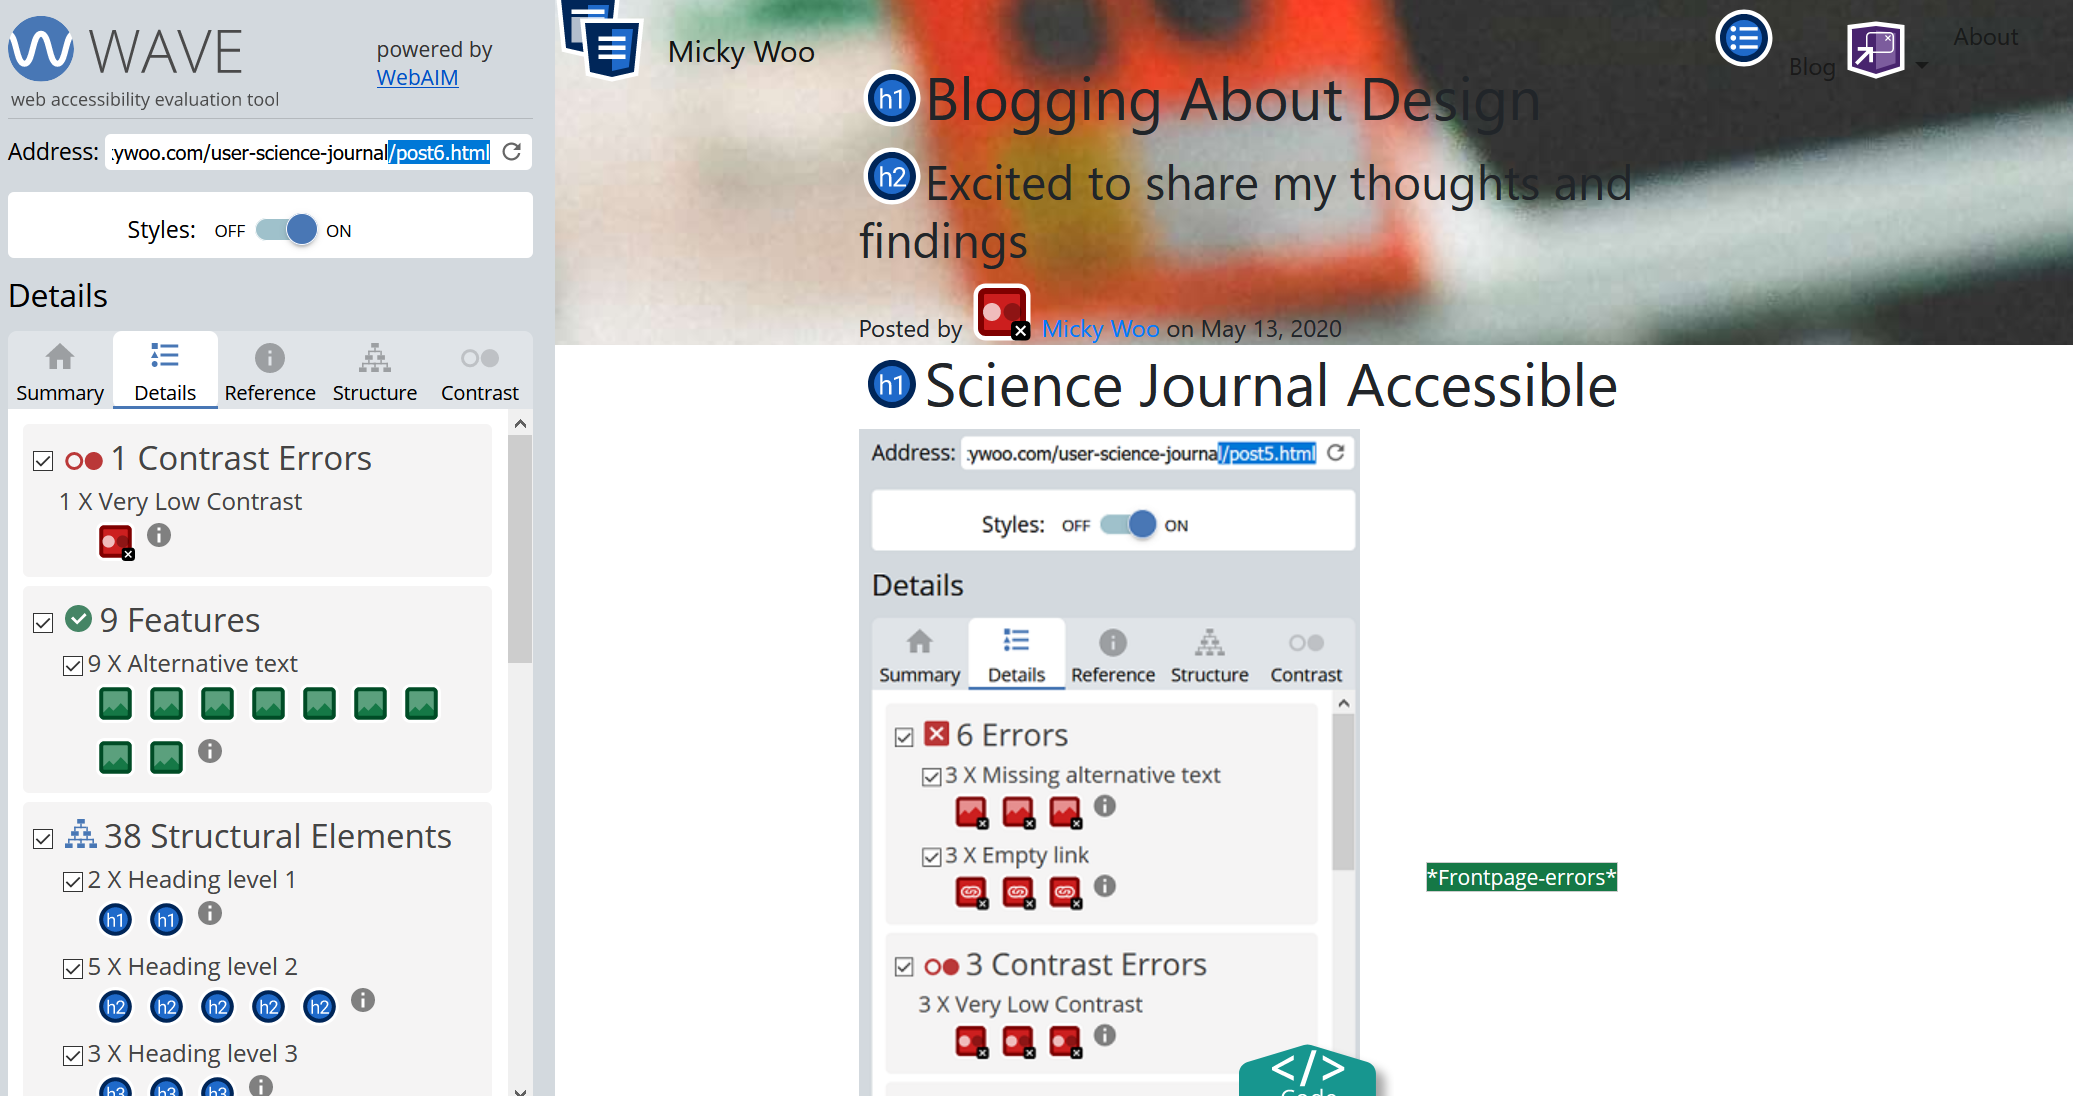 WAVE
powered by
WebAIM
web accessibility evaluation tool
Address: ywoo.com/user-science-journal/post6.html
Styles: OFF ON
Details
Summary Details Reference Structure Contrast
1 Contrast Errors
1 X Very Low Contrast
9 Features
9 X Alternative text
38 Structural Elements
2 X Heading level 1
h1 h1
5 X Heading level 2
h2 h2 h2 h2 h2
3 X Heading level 3
h3 h3 h3
Micky Woo
Blog
About
h1 Blogging About Design
h2 Excited to share my thoughts and
findings
Posted by Micky Woo on May 13, 2020
h1 Science Journal Accessible
Address: ywoo.com/user-science-journal/post5.html
Styles: OFF ON
Details
Summary Details Reference Structure Contrast
6 Errors
3 X Missing alternative text
3 X Empty link
*Frontpage-errors*
3 Contrast Errors
3 X Very Low Contrast
</>
Code